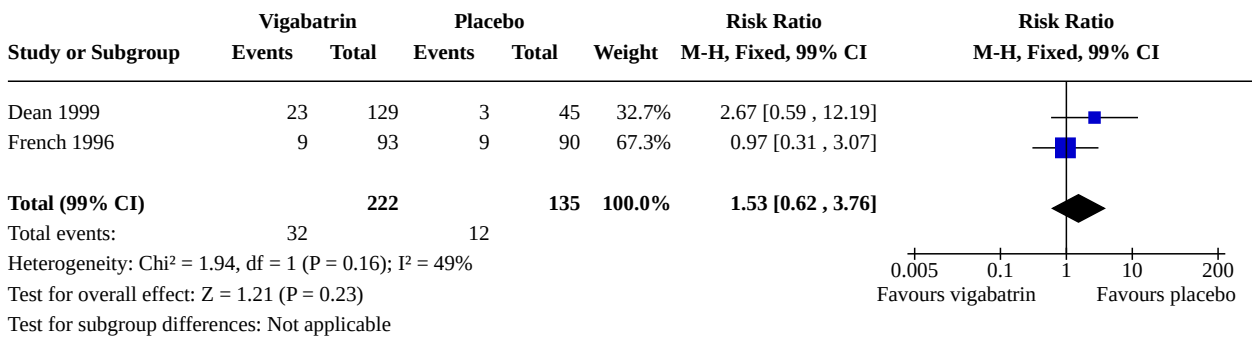 Vigabatrin Placebo Risk Ratio Risk Ratio
Study or Subgroup Events Total Events Total Weight M-H, Fixed, 99% CI M-H, Fixed, 99% CI
Dean 1999 23 129 3 45 32.7% 2.67 [0.59 , 12.19]
French 1996 9 93 9 90 67.3% 0.97 [0.31 , 3.07]
Total (99% CI) 222 135 100.0% 1.53 [0.62 , 3.76]
Total events: 32 12
Heterogeneity: Chi² = 1.94, df = 1 (P = 0.16); I² = 49%
Test for overall effect: Z = 1.21 (P = 0.23)
Test for subgroup differences: Not applicable
0.005 0.1 1 10 200
Favours vigabatrin Favours placebo